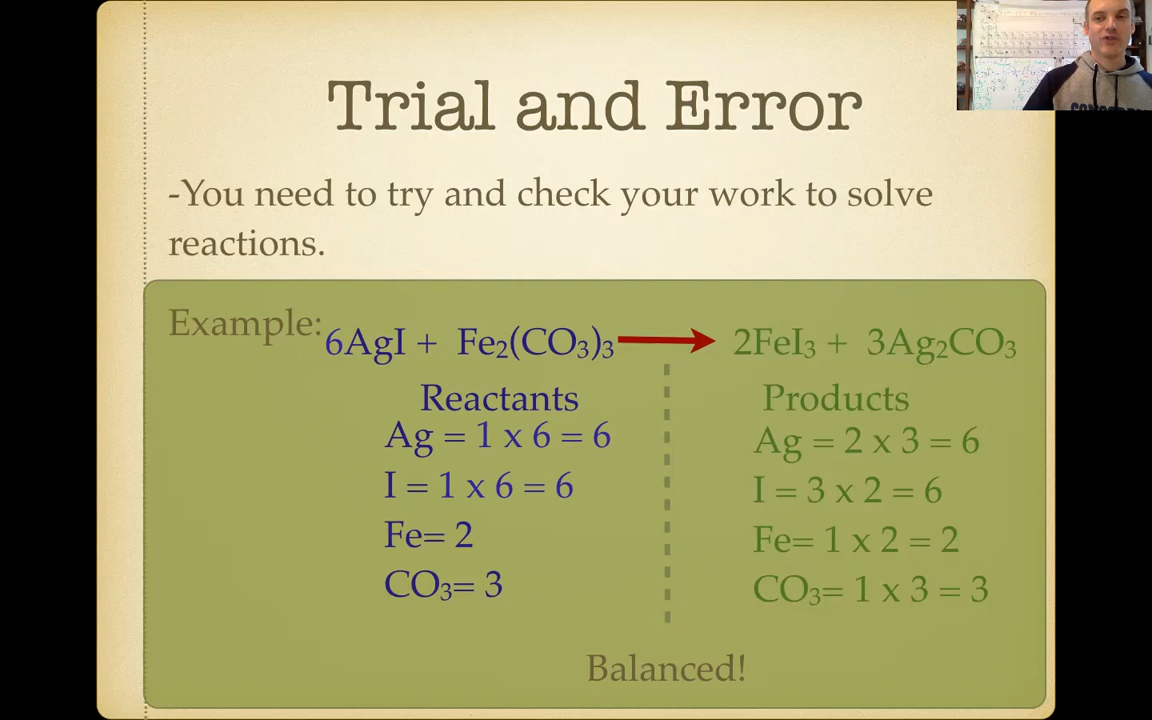 Trial and Error
-You need to try and check your work to solve
reactions.
Example:
6AgI + Fe₂(CO₃)₃ → 2FeI₃ + 3Ag₂CO₃
Reactants
Ag = 1 x 6 = 6
I = 1 x 6 = 6
Fe= 2
CO₃= 3
Products
Ag = 2 x 3 = 6
I = 3 x 2 = 6
Fe= 1 x 2 = 2
CO₃= 1 x 3 = 3
Balanced!